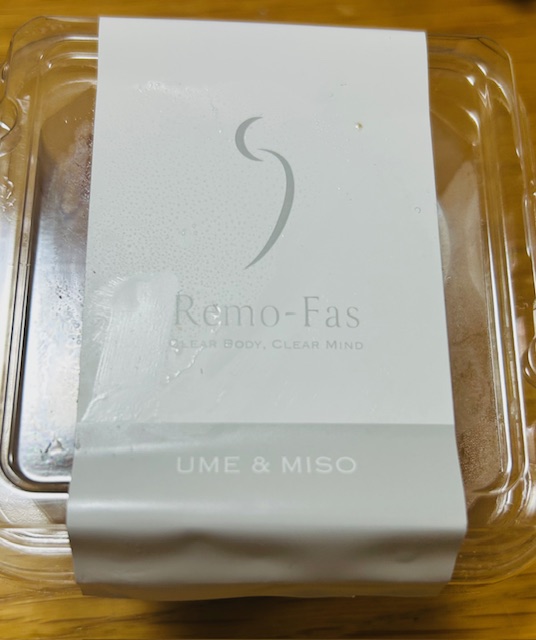 Remo-Fas
CLEAR BODY, CLEAR MIND
UME & MISO